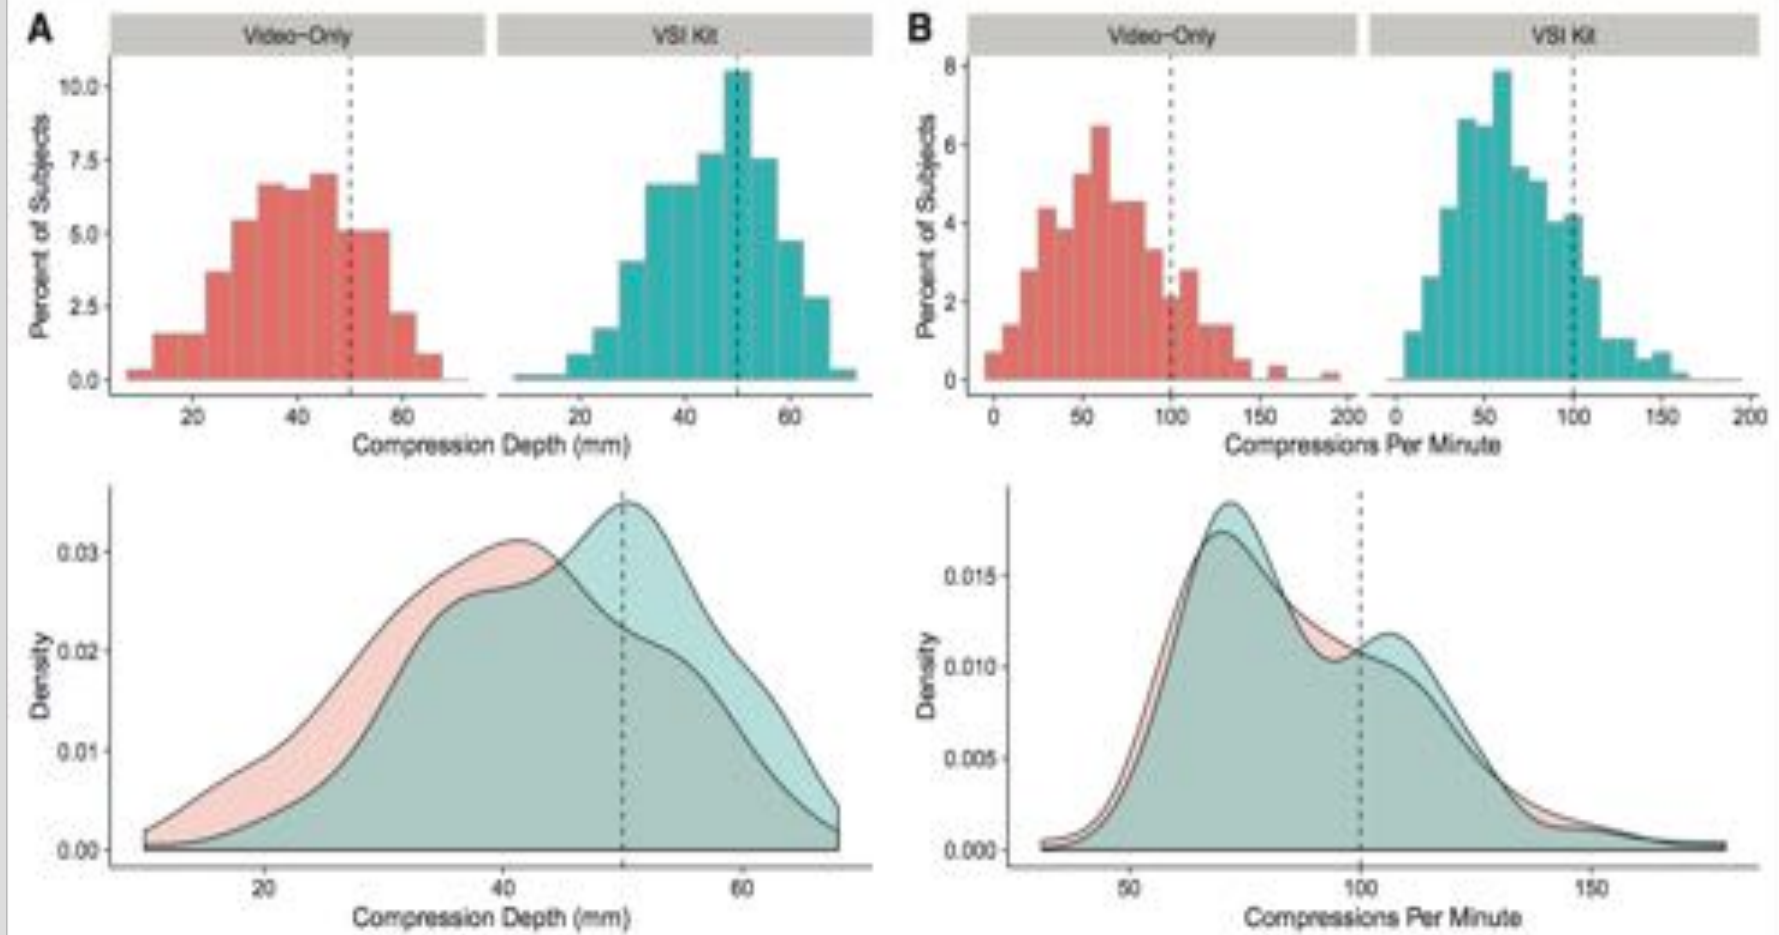 A
Video-Only
VSI Kit
Percent of Subjects
10.0
7.5
5.0
2.5
0.0
20 40 60
20 40 60
Compression Depth (mm)
B
Video-Only
VSI Kit
Percent of Subjects
8
6
4
2
0
0 50 100 150 200
0 50 100 150 200
Compressions Per Minute
Density
0.03
0.02
0.01
0.00
20 40 60
Compression Depth (mm)
Density
0.015
0.010
0.005
0.000
50 100 150
Compressions Per Minute